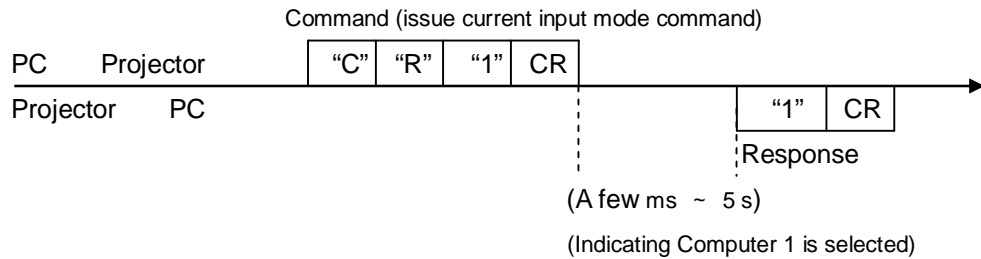 Command (issue current input mode command)
PC Projector “C” “R” “1” CR
Projector PC “1” CR
Response
(A few ms ~ 5 s)
(Indicating Computer 1 is selected)